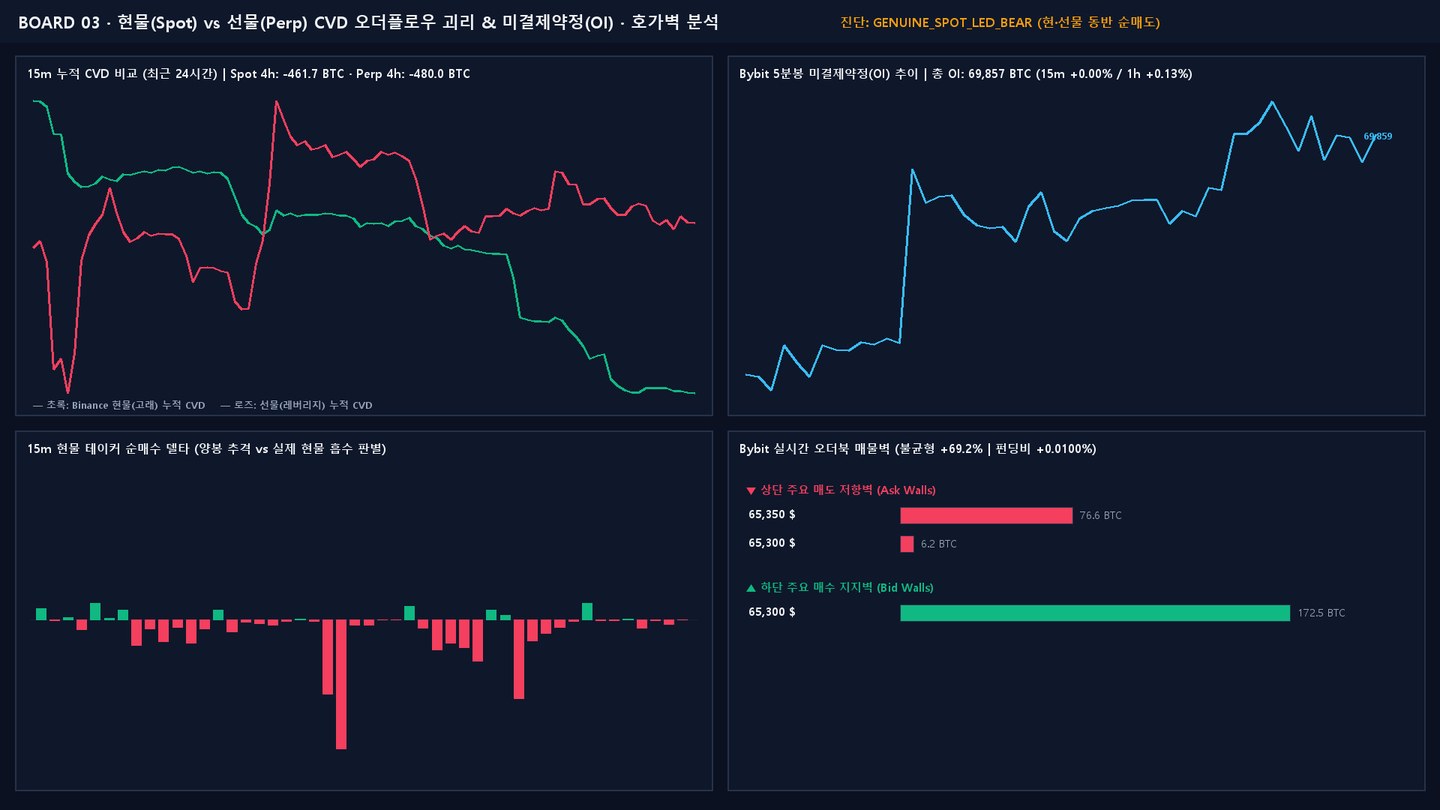 BOARD 03 · 현물(Spot) vs 선물(Perp) CVD 오더플로우 괴리 & 미결제약정(OI) · 호가벽 분석
진단: GENUINE_SPOT_LED_BEAR (현·선물 동반 순매도)
15m 누적 CVD 비교 (최근 24시간) | Spot 4h: -461.7 BTC · Perp 4h: -480.0 BTC
— 초록: Binance 현물(고래) 누적 CVD — 로즈: 선물(레버리지) 누적 CVD
Bybit 5분봉 미결제약정(OI) 추이 | 총 OI: 69,857 BTC (15m +0.00% / 1h +0.13%)
69,859
15m 현물 테이커 순매수 델타 (양봉 추격 vs 실제 현물 흡수 판별)
Bybit 실시간 오더북 매물벽 (불균형 +69.2% | 펀딩비 +0.0100%)
▼ 상단 주요 매도 저항벽 (Ask Walls)
65,350 $ 76.6 BTC
65,300 $ 6.2 BTC
▲ 하단 주요 매수 지지벽 (Bid Walls)
65,300 $ 172.5 BTC